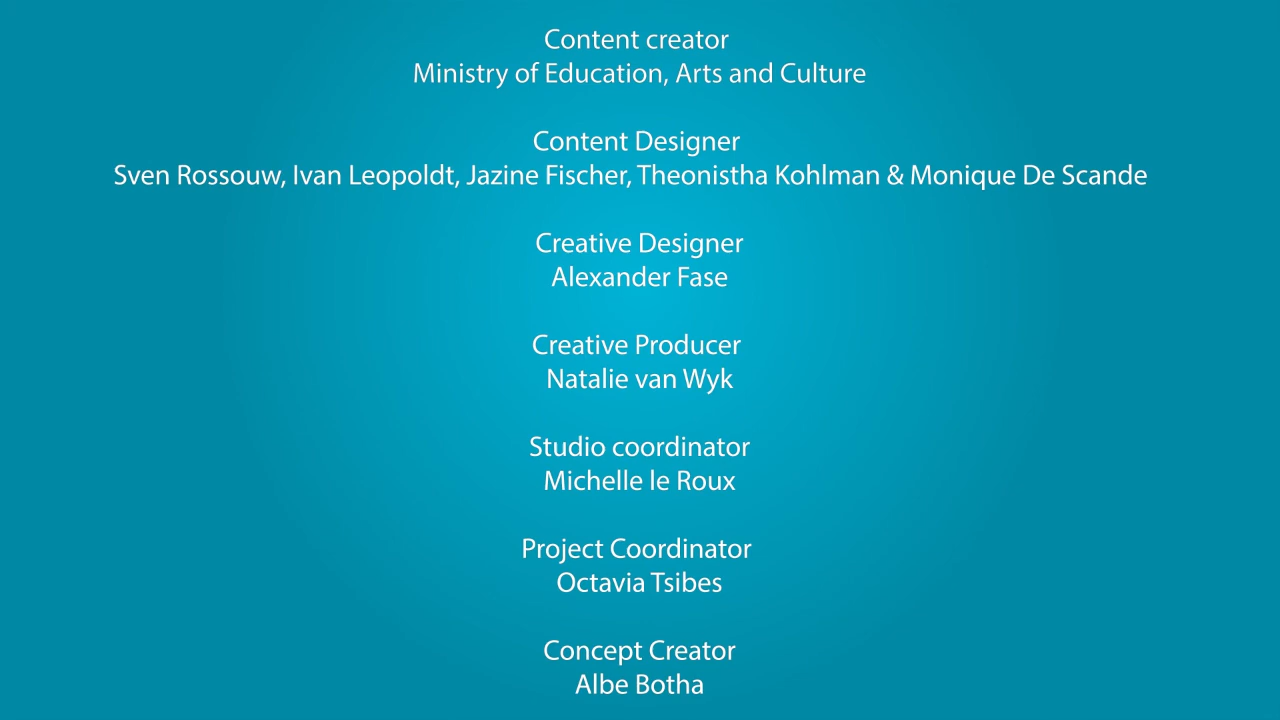 Content creator
Ministry of Education, Arts and Culture
Content Designer
Sven Rossouw, Ivan Leopoldt, Jazine Fischer, Theonistha Kohlman & Monique De Scande
Creative Designer
Alexander Fase
Creative Producer
Natalie van Wyk
Studio coordinator
Michelle le Roux
Project Coordinator
Octavia Tsibes
Concept Creator
Albe Botha